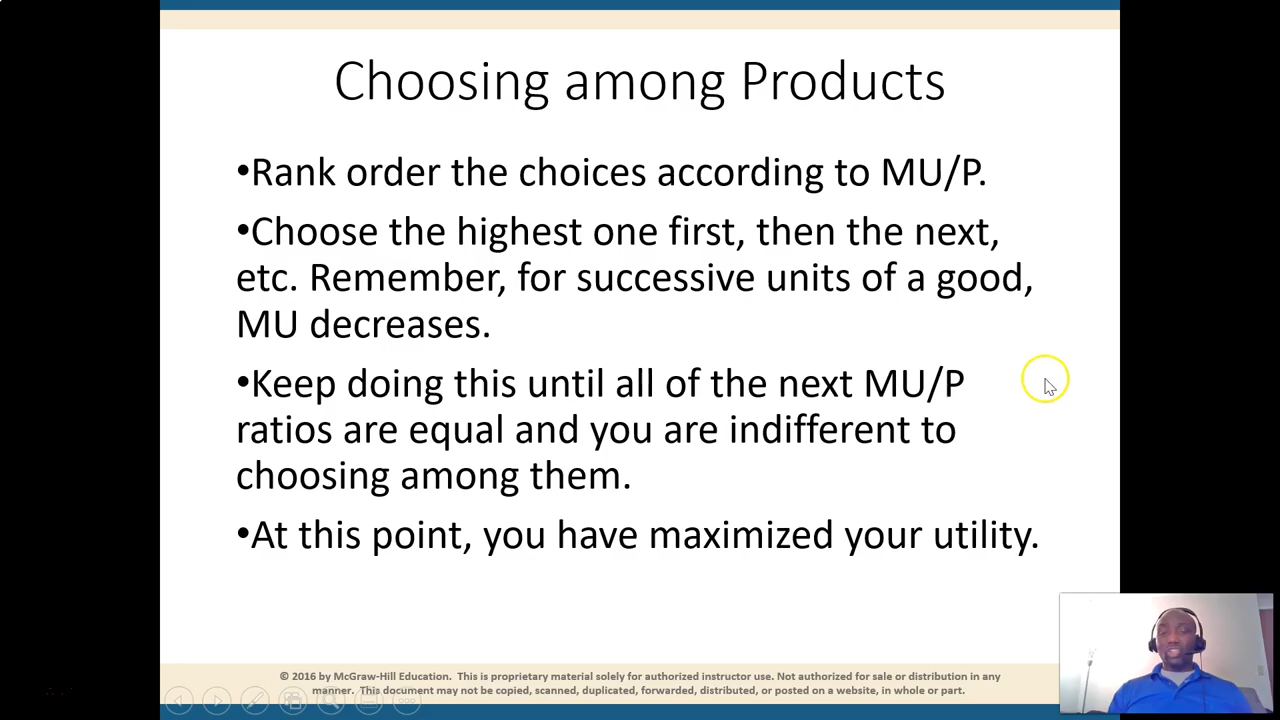 Choosing among Products
•Rank order the choices according to MU/P.
•Choose the highest one first, then the next,
etc. Remember, for successive units of a good,
MU decreases.
•Keep doing this until all of the next MU/P
ratios are equal and you are indifferent to
choosing among them.
•At this point, you have maximized your utility.
© 2016 by McGraw-Hill Education. This is proprietary material solely for authorized instructor use. Not authorized for sale or distribution in any
manner. This document may not be copied, scanned, duplicated, forwarded, distributed, or posted on a website, in whole or part.